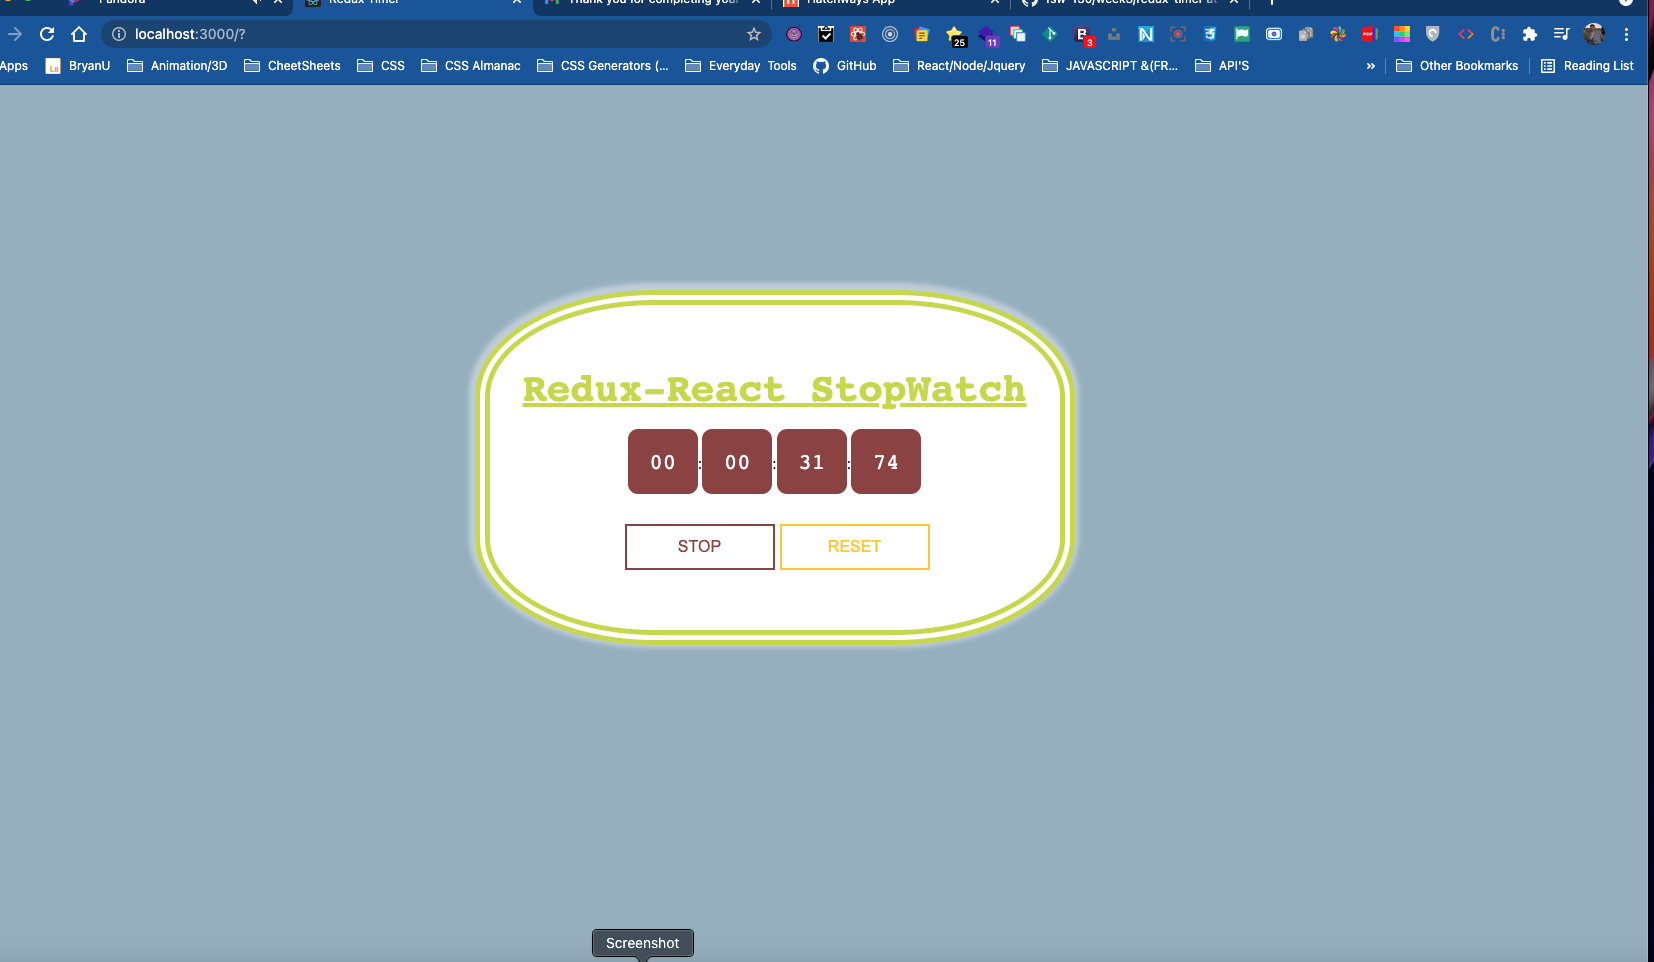 Pandora Redux Timer Thank you for completing your Hatchways App fsw-130/week3/redux-timer at
localhost:3000/?
25 11 3
Apps BryanU Animation/3D CheetSheets CSS CSS Almanac CSS Generators (... Everyday Tools GitHub React/Node/Jquery JAVASCRIPT &(FR... API'S » Other Bookmarks Reading List
Redux-React StopWatch
00 : 00 : 31 : 74
STOP RESET
Screenshot